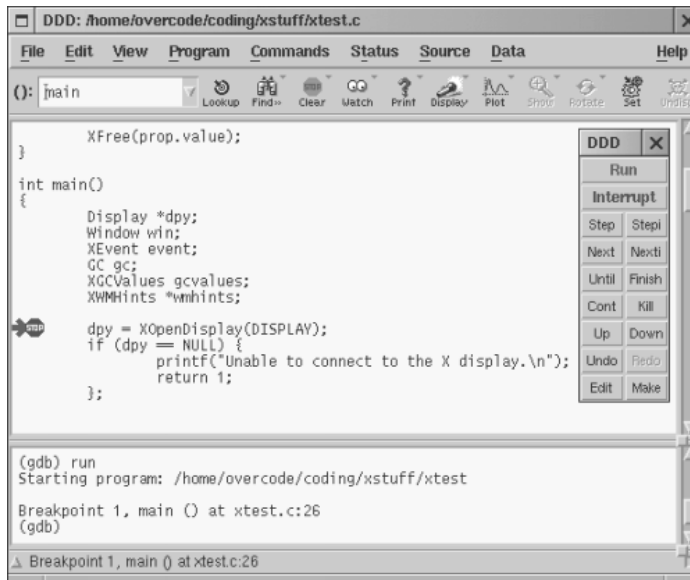 DDD: /home/overcode/coding/xstuff/xtest.c
File Edit View Program Commands Status Source Data Help
(): main Lookup Find» Clear Watch Print Display Plot Show Rotate Set Undisp
XFree(prop.value);
}
int main()
{
Display *dpy;
Window win;
XEvent event;
GC gc;
XGCValues gcvalues;
XWMHints *wmhints;
STOP dpy = XOpenDisplay(DISPLAY);
if (dpy == NULL) {
printf("Unable to connect to the X display.\n");
return 1;
};
DDD
Run
Interrupt
Step Stepi
Next Nexti
Until Finish
Cont Kill
Up Down
Undo Redo
Edit Make
(gdb) run
Starting program: /home/overcode/coding/xstuff/xtest
Breakpoint 1, main () at xtest.c:26
(gdb)
Breakpoint 1, main () at xtest.c:26